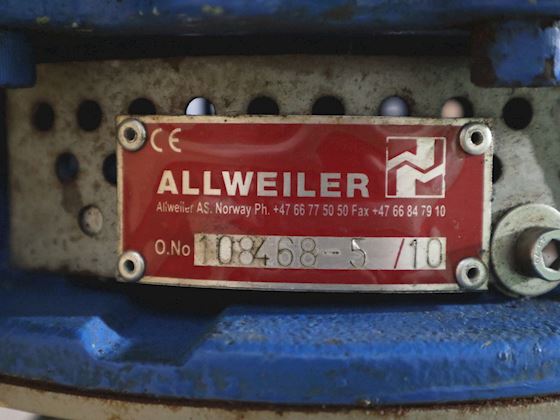 CE
ALLWEILER
Allweiler AS. Norway Ph. +47 66 77 50 50 Fax +47 66 84 79 10
O.No 108468-5 /10